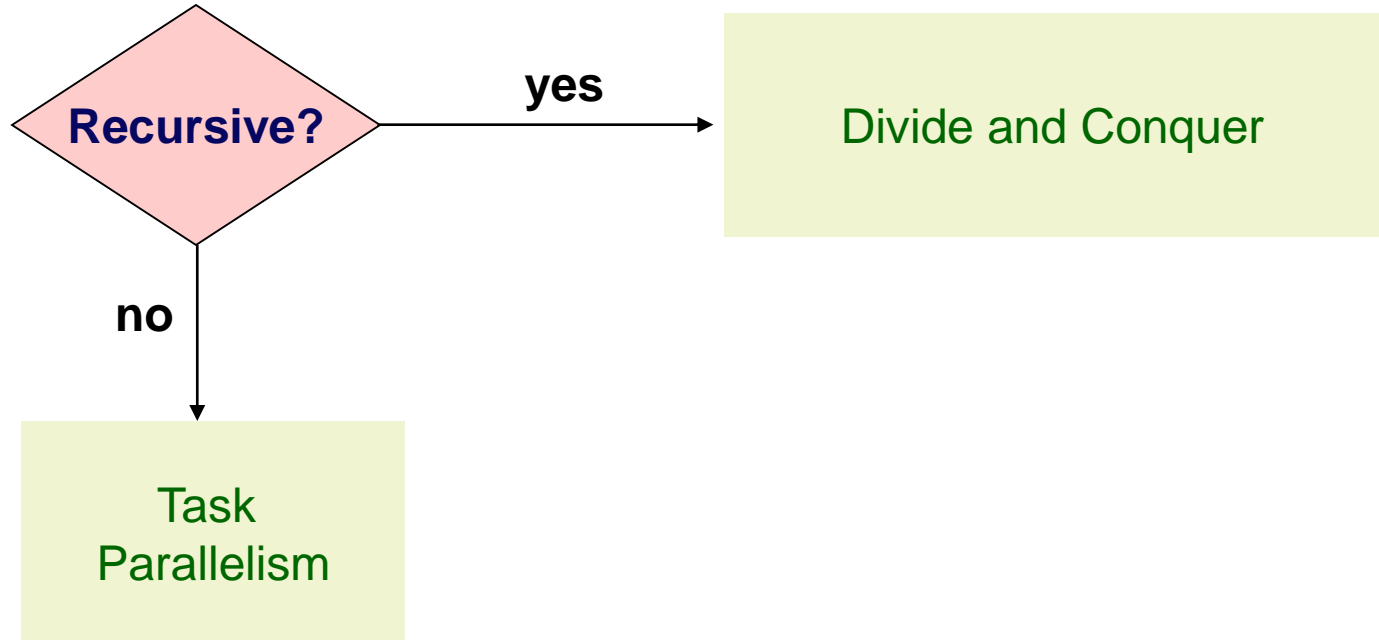 yes
Recursive?
Divide and Conquer
no
Task
Parallelism